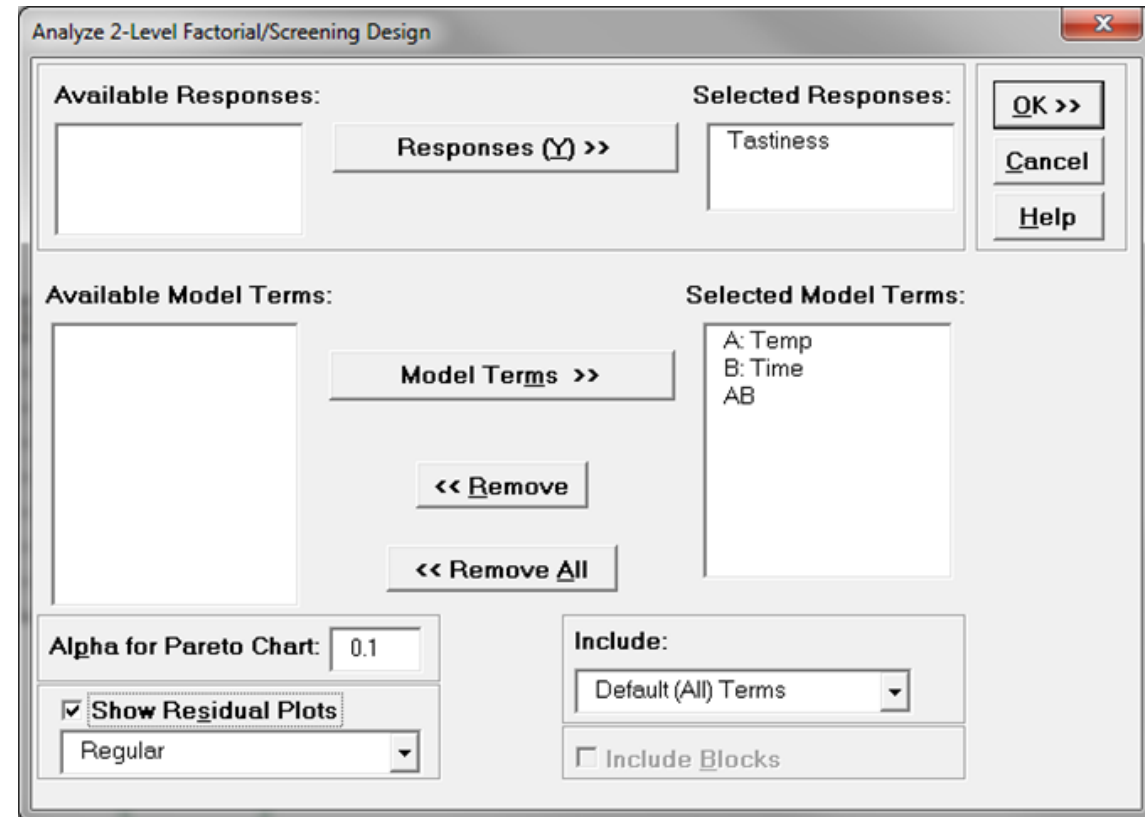 Analyze 2-Level Factorial/Screening Design
Available Responses:
Responses (Y) >>
Selected Responses:
Tastiness
OK >>
Cancel
Help
Available Model Terms:
Model Terms >>
Selected Model Terms:
A: Temp
B: Time
AB
<< Remove
<< Remove All
Alpha for Pareto Chart: 0.1
Show Residual Plots
Regular
Include:
Default (All) Terms
Include Blocks